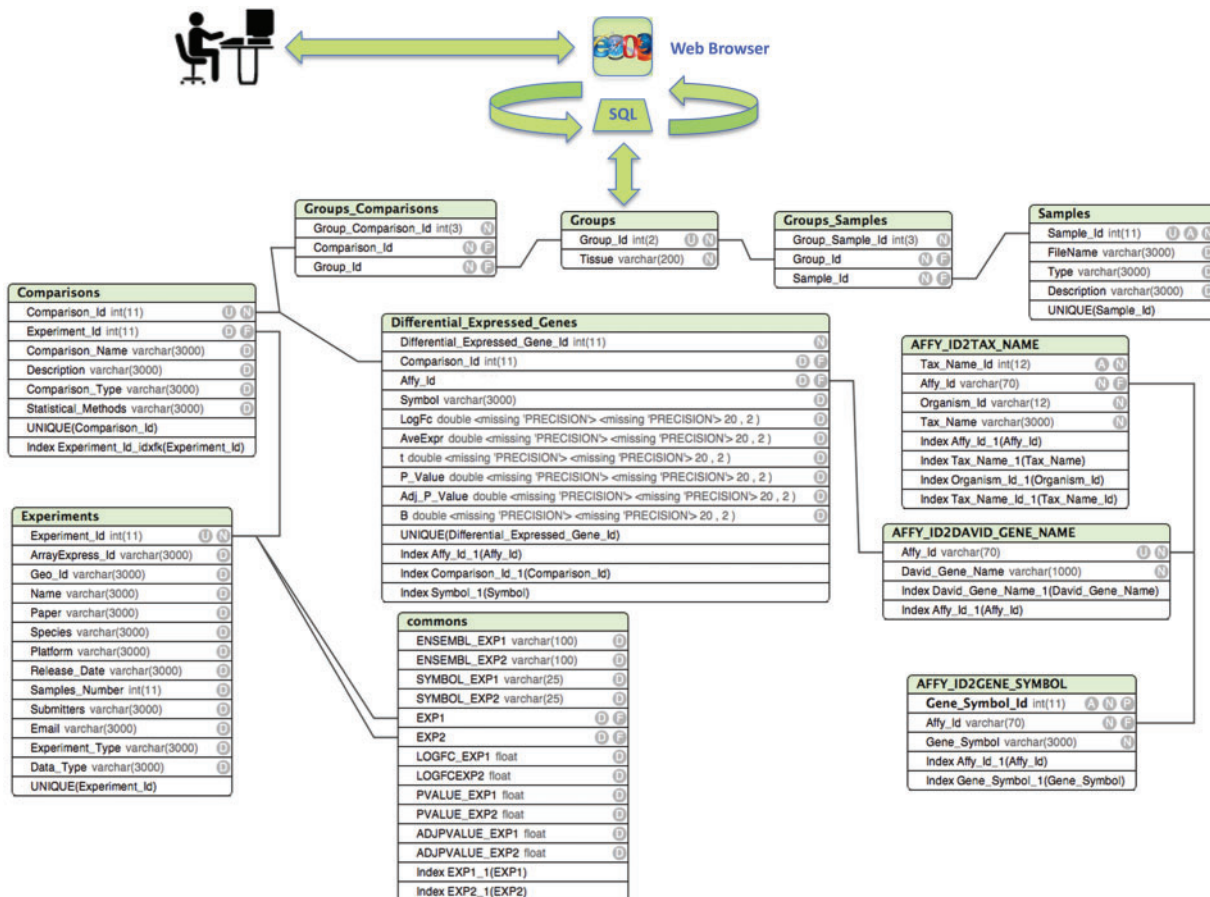 Web Browser
SQL
Groups_Comparisons
Group_Comparison_Id int(3) N
Comparison_Id N F
Group_Id N F
Groups
Group_Id int(2) U N
Tissue varchar(200) N
Groups_Samples
Group_Sample_Id int(3) N
Group_Id N F
Sample_Id N F
Samples
Sample_Id int(11) U A N
FileName varchar(3000) D
Type varchar(3000) D
Description varchar(3000) D
UNIQUE(Sample_Id)
Comparisons
Comparison_Id int(11) U N
Experiment_Id int(11) D F
Comparison_Name varchar(3000) D
Description varchar(3000) D
Comparison_Type varchar(3000) D
Statistical_Methods varchar(3000) D
UNIQUE(Comparison_Id)
Index Experiment_Id_idxfk(Experiment_Id)
Differential_Expressed_Genes
Differential_Expressed_Gene_Id int(11) N
Comparison_Id int(11) D F
Affy_Id D F
Symbol varchar(3000) D
LogFc double <missing 'PRECISION'> <missing 'PRECISION'> 20 , 2 ) D
AveExpr double <missing 'PRECISION'> <missing 'PRECISION'> 20 , 2 ) D
t double <missing 'PRECISION'> <missing 'PRECISION'> 20 , 2 ) D
P_Value double <missing 'PRECISION'> <missing 'PRECISION'> 20 , 2 ) D
Adj_P_Value double <missing 'PRECISION'> <missing 'PRECISION'> 20 , 2 ) D
B double <missing 'PRECISION'> <missing 'PRECISION'> 20 , 2 ) D
UNIQUE(Differential_Expressed_Gene_Id)
Index Affy_Id_1(Affy_Id)
Index Comparison_Id_1(Comparison_Id)
Index Symbol_1(Symbol)
AFFY_ID2TAX_NAME
Tax_Name_Id int(12) A N
Affy_Id varchar(70) N F
Organism_Id varchar(12) N
Tax_Name varchar(3000) N
Index Affy_Id_1(Affy_Id)
Index Tax_Name_1(Tax_Name)
Index Organism_Id_1(Organism_Id)
Index Tax_Name_Id_1(Tax_Name_Id)
Experiments
Experiment_Id int(11) U N
ArrayExpress_Id varchar(3000) D
Geo_Id varchar(3000) D
Name varchar(3000) D
Paper varchar(3000) D
Species varchar(3000) D
Platform varchar(3000) D
Release_Date varchar(3000) D
Samples_Number int(11) D
Submitters varchar(3000) D
Email varchar(3000) D
Experiment_Type varchar(3000) D
Data_Type varchar(3000) D
UNIQUE(Experiment_Id)
AFFY_ID2DAVID_GENE_NAME
Affy_Id varchar(70) U N
David_Gene_Name varchar(1000) N
Index David_Gene_Name_1(David_Gene_Name)
Index Affy_Id_1(Affy_Id)
commons
ENSEMBL_EXP1 varchar(100) D
ENSEMBL_EXP2 varchar(100) D
SYMBOL_EXP1 varchar(25) D
SYMBOL_EXP2 varchar(25) D
EXP1 D F
EXP2 D F
LOGFC_EXP1 float D
LOGFCEXP2 float D
PVALUE_EXP1 float D
PVALUE_EXP2 float D
ADJPVALUE_EXP1 float D
ADJPVALUE_EXP2 float D
Index EXP1_1(EXP1)
Index EXP2_1(EXP2)
AFFY_ID2GENE_SYMBOL
Gene_Symbol_Id int(11) A N P
Affy_Id varchar(70) N F
Gene_Symbol varchar(3000) N
Index Affy_Id_1(Affy_Id)
Index Gene_Symbol_1(Gene_Symbol)